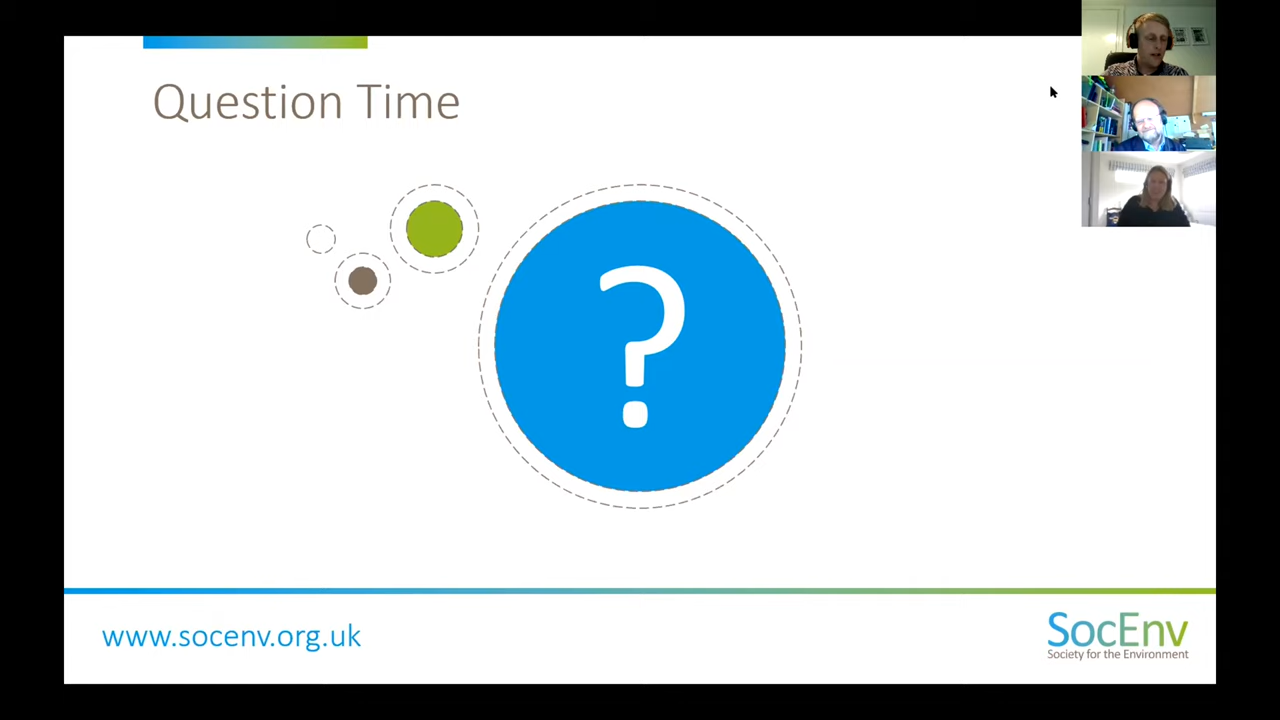 Question Time
?
www.socenv.org.uk
SocEnv
Society for the Environment